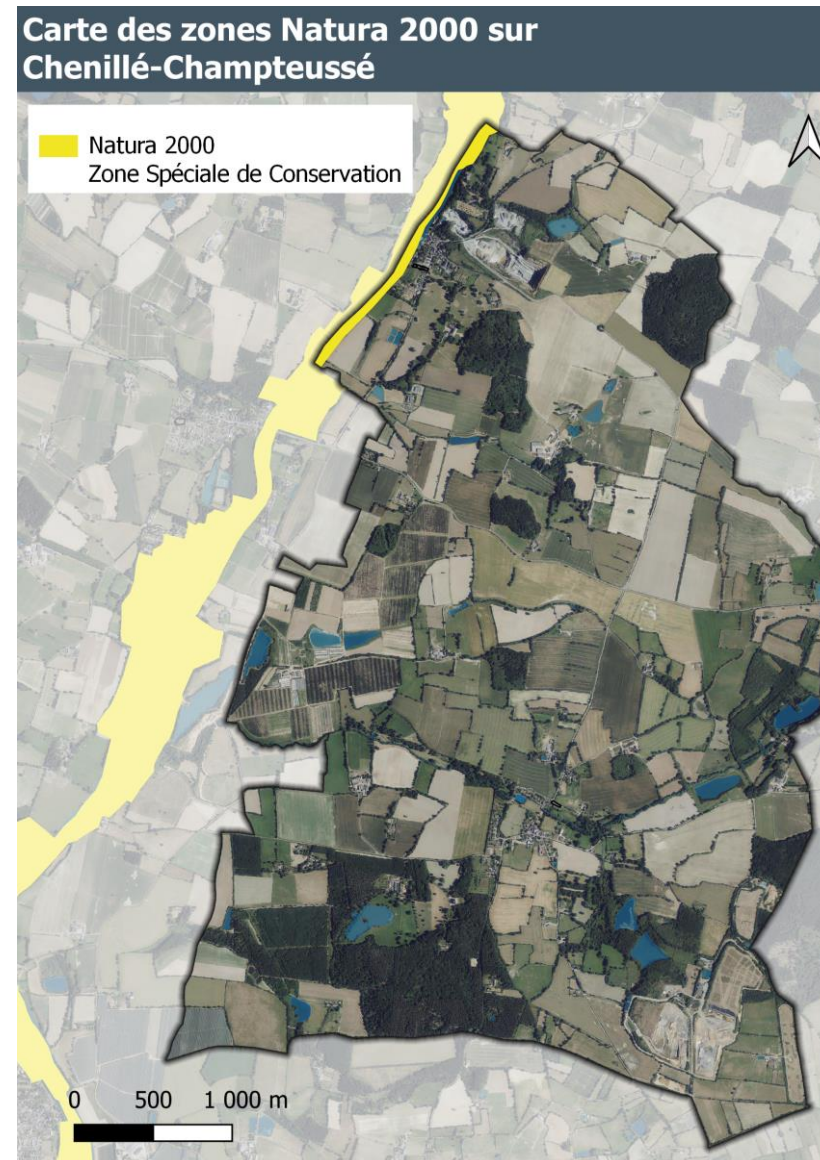 Carte des zones Natura 2000 sur
Chenillé-Champteussé
Natura 2000
Zone Spéciale de Conservation
0 500 1 000 m